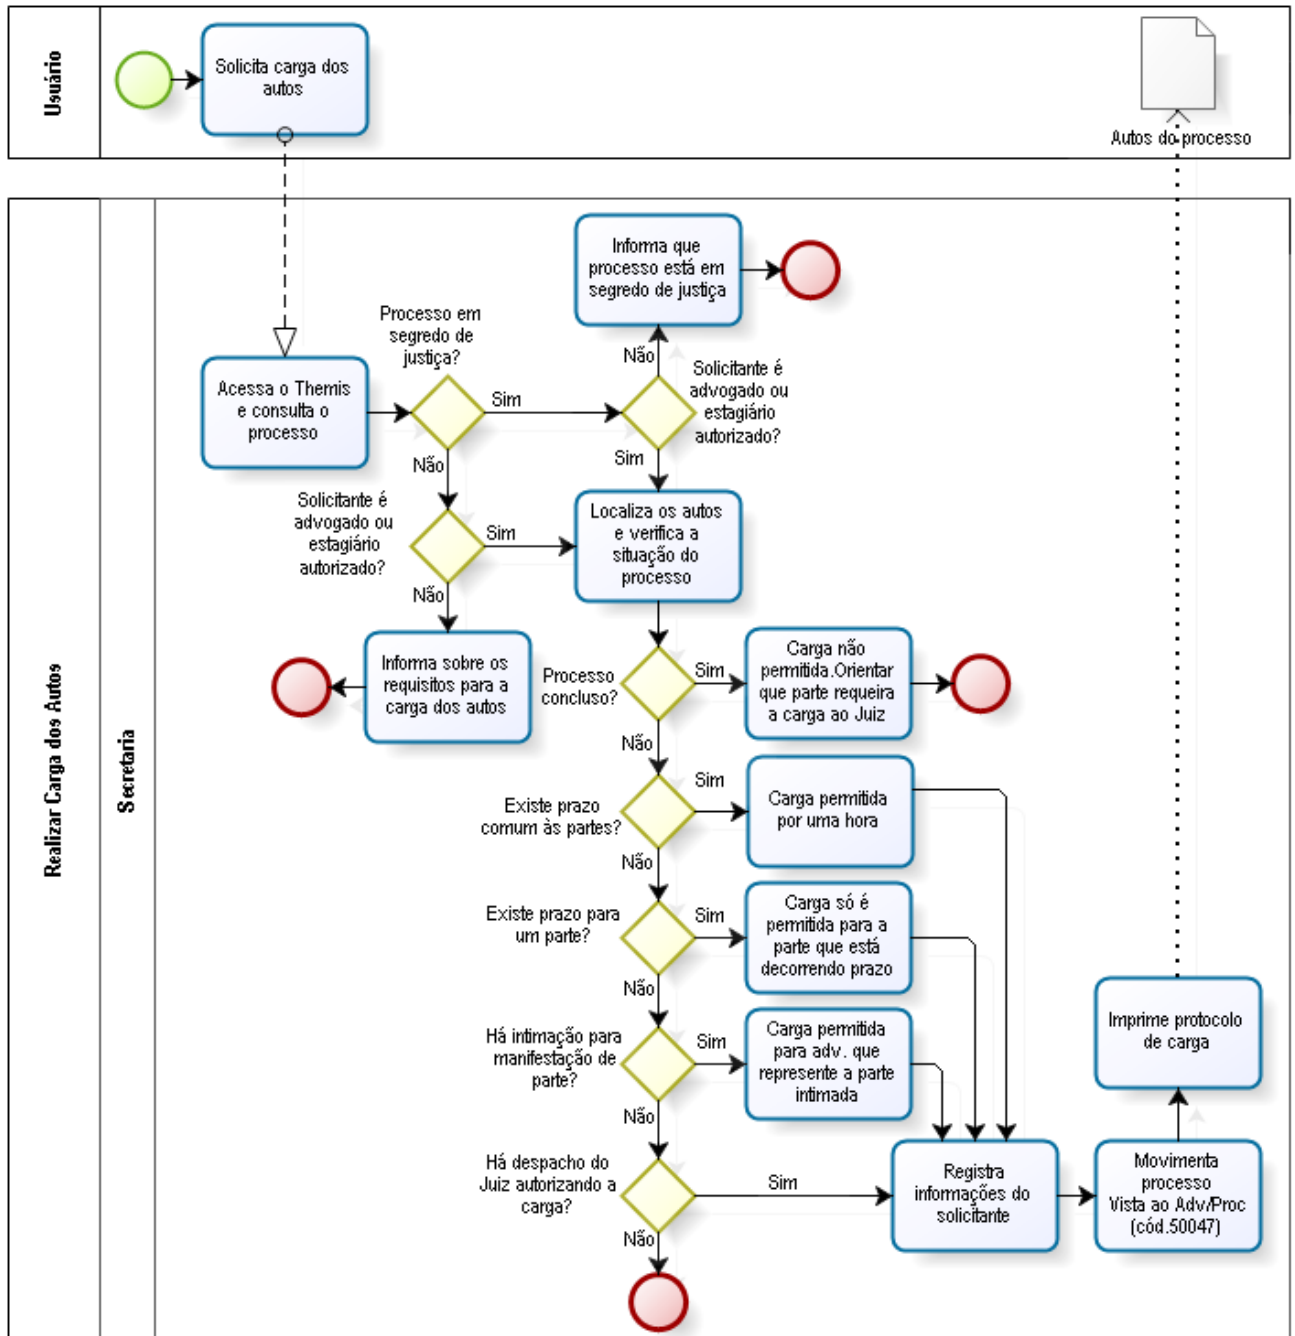 Usuário
Solicita carga dos
autos
Autos do processo
Realizar Carga dos Autos
Secretaria
Informa que
processo está em
segredo de justiça
Processo em
segredo de
justiça?
Não
Solicitante é
advogado ou
estagiário
autorizado?
Acessa o Themis
e consulta o
processo
Sim
Não
Sim
Solicitante é
advogado ou
estagiário
autorizado?
Sim
Localiza os autos
e verifica a
situação do
processo
Não
Informa sobre os
requisitos para a
carga dos autos
Processo
concluso?
Sim
Carga não
permitida.Orientar
que parte requeira
a carga ao Juiz
Não
Existe prazo
comum às partes?
Sim
Carga permitida
por uma hora
Não
Existe prazo para
um parte?
Sim
Carga só é
permitida para a
parte que está
decorrendo prazo
Não
Há intimação para
manifestação de
parte?
Sim
Carga permitida
para adv. que
represente a parte
intimada
Imprime protocolo
de carga
Não
Há despacho do
Juiz autorizando a
carga?
Sim
Registra
informações do
solicitante
Movimenta
processo
Vista ao Adv/Proc
(cód.50047)
Não